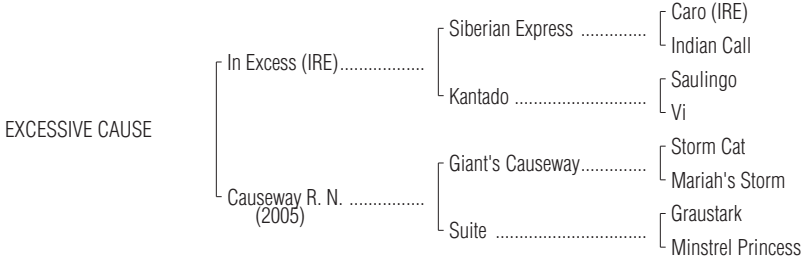 Caro (IRE)
Siberian Express ..............
Indian Call
In Excess (IRE)..................
Saulingo
Kantado ............................
Vi
EXCESSIVE CAUSE
Storm Cat
Giant's Causeway..............
Mariah's Storm
Causeway R. N. ................
(2005)
Graustark
Suite ................................
Minstrel Princess